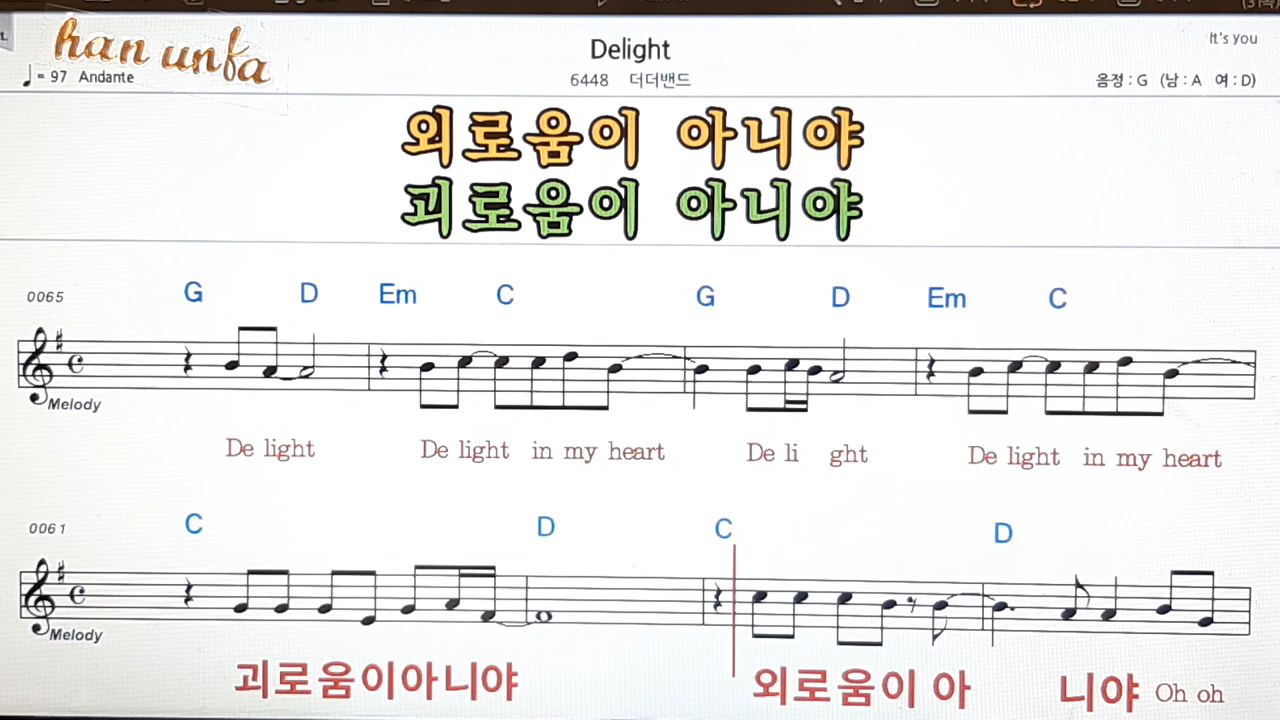 han unfa
Delight
It's you
♩= 97 Andante
6448 더더밴드
음정 : G (남 : A 여 : D)
외로움이 아니야
괴로움이 아니야
0065 G D Em C G D Em C
Melody
De light De light in my heart De li ght De light in my heart
0061 C D C D
Melody
괴로움이아니야 외로움이 아 니야 Oh oh